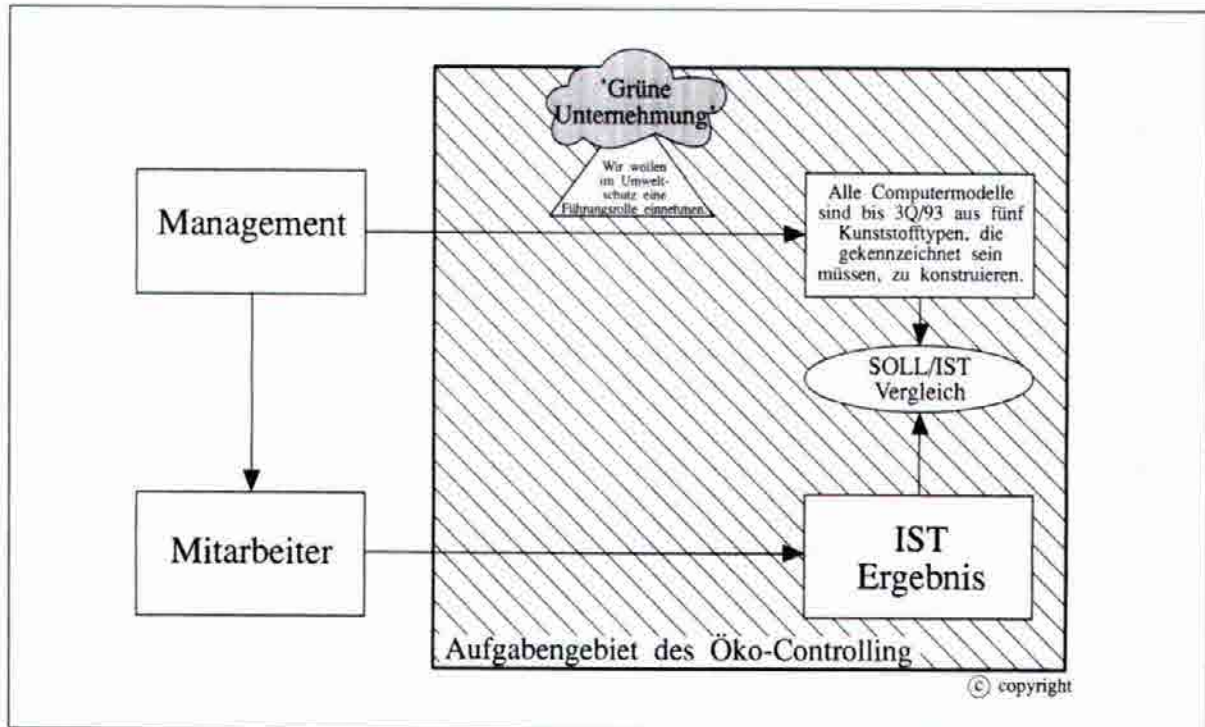 'Grüne
Unternehmung'
Wir wollen
im Umwelt-
schutz eine
Führungsrolle einnehmen.
Management
Alle Computermodelle
sind bis 3Q/93 aus fünf
Kunststofftypen, die
gekennzeichnet sein
müssen, zu konstruieren.
SOLL/IST
Vergleich
Mitarbeiter
IST
Ergebnis
Aufgabengebiet des Öko-Controlling
© copyright